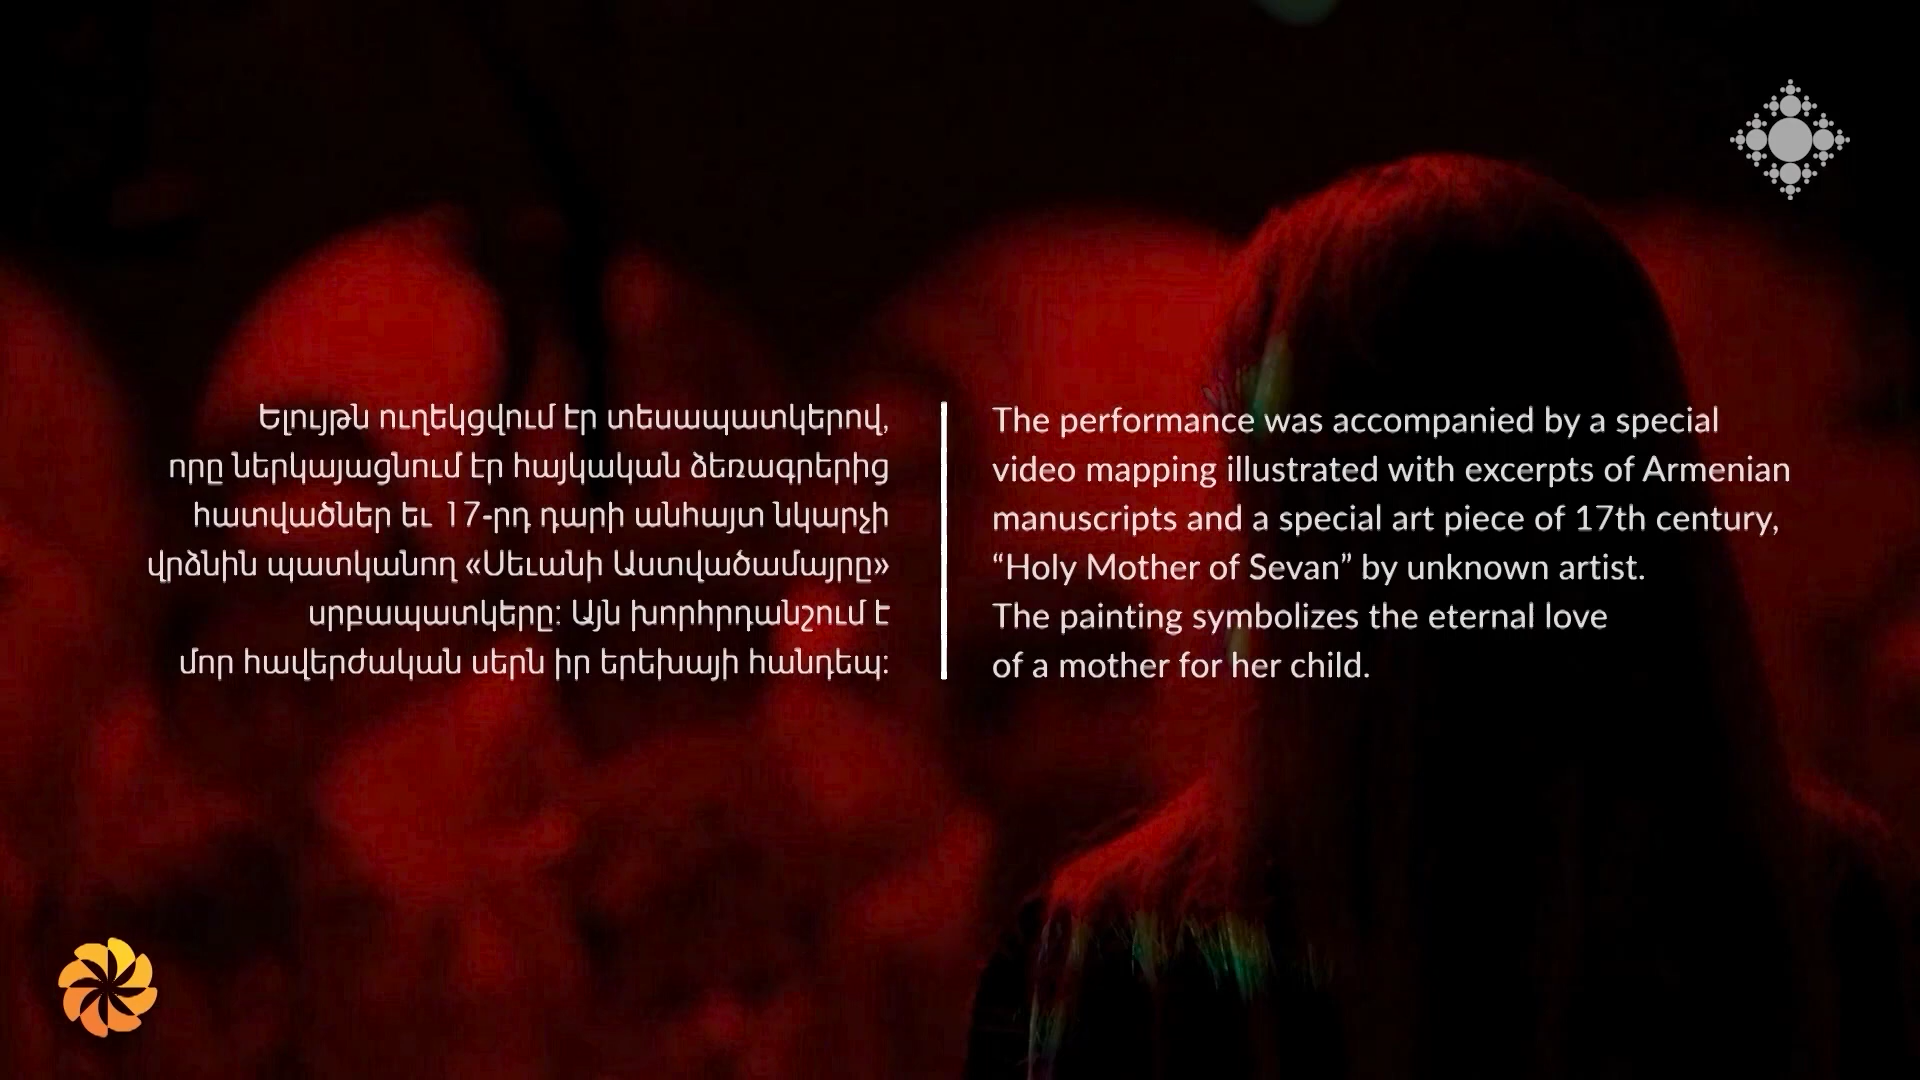 Ելույթն ուղեկցվում էր տեսապատկերով,
որը ներկայացնում էր հայկական ձեռագրերից
հատվածներ եւ 17-րդ դարի անհայտ նկարչի
վրձնին պատկանող «Սեւանի Աստվածամայրը»
սրբապատկերը: Այն խորհրդանշում է
մոր հավերժական սերն իր երեխայի հանդեպ:
The performance was accompanied by a special
video mapping illustrated with excerpts of Armenian
manuscripts and a special art piece of 17th century,
“Holy Mother of Sevan” by unknown artist.
The painting symbolizes the eternal love
of a mother for her child.